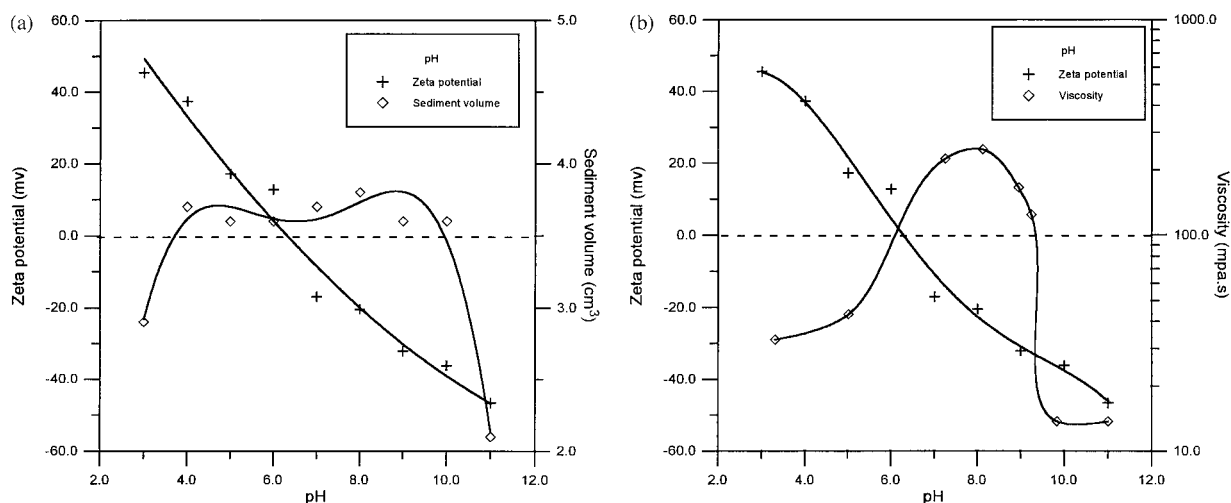 (a)
60.0
40.0
20.0
0.0
-20.0
-40.0
-60.0
Zeta potential (mv)
5.0
4.0
3.0
2.0
Sediment volume (cm³)
pH
Zeta potential
Sediment volume
2.0 4.0 6.0 8.0 10.0 12.0
pH
(b)
60.0
40.0
20.0
0.0
-20.0
-40.0
-60.0
Zeta potential (mv)
1000.0
100.0
10.0
Viscosity (mpa.s)
pH
Zeta potential
Viscosity
2.0 4.0 6.0 8.0 10.0 12.0
pH